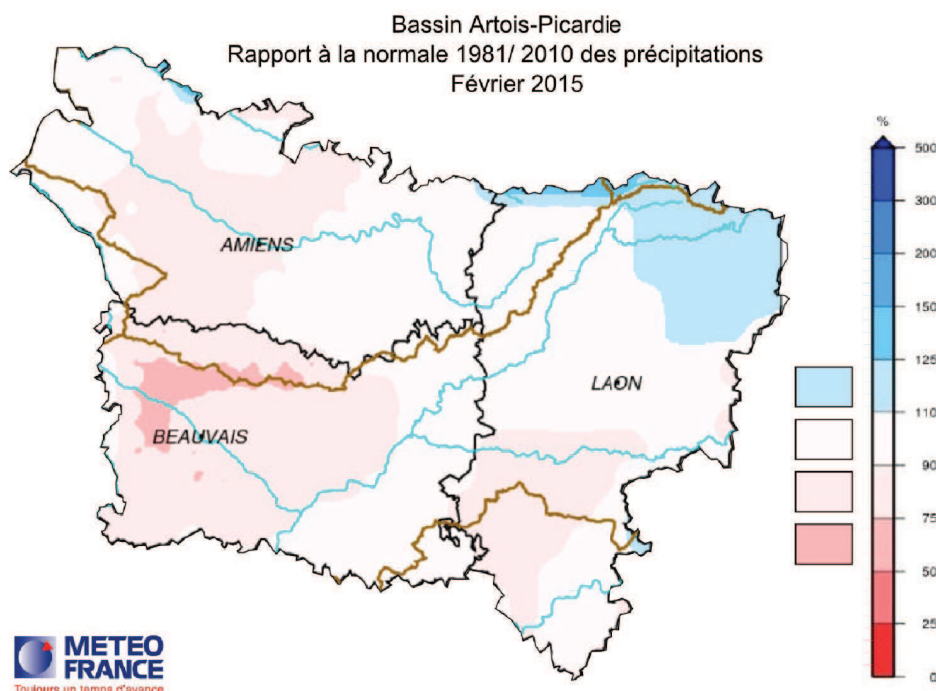 Bassin Artois-Picardie
Rapport à la normale 1981/ 2010 des précipitations
Février 2015
%
500
300
200
150
125
110
90
75
50
25
0
AMIENS
LAON
BEAUVAIS
METEO
FRANCE
Toujours un temps d'avance